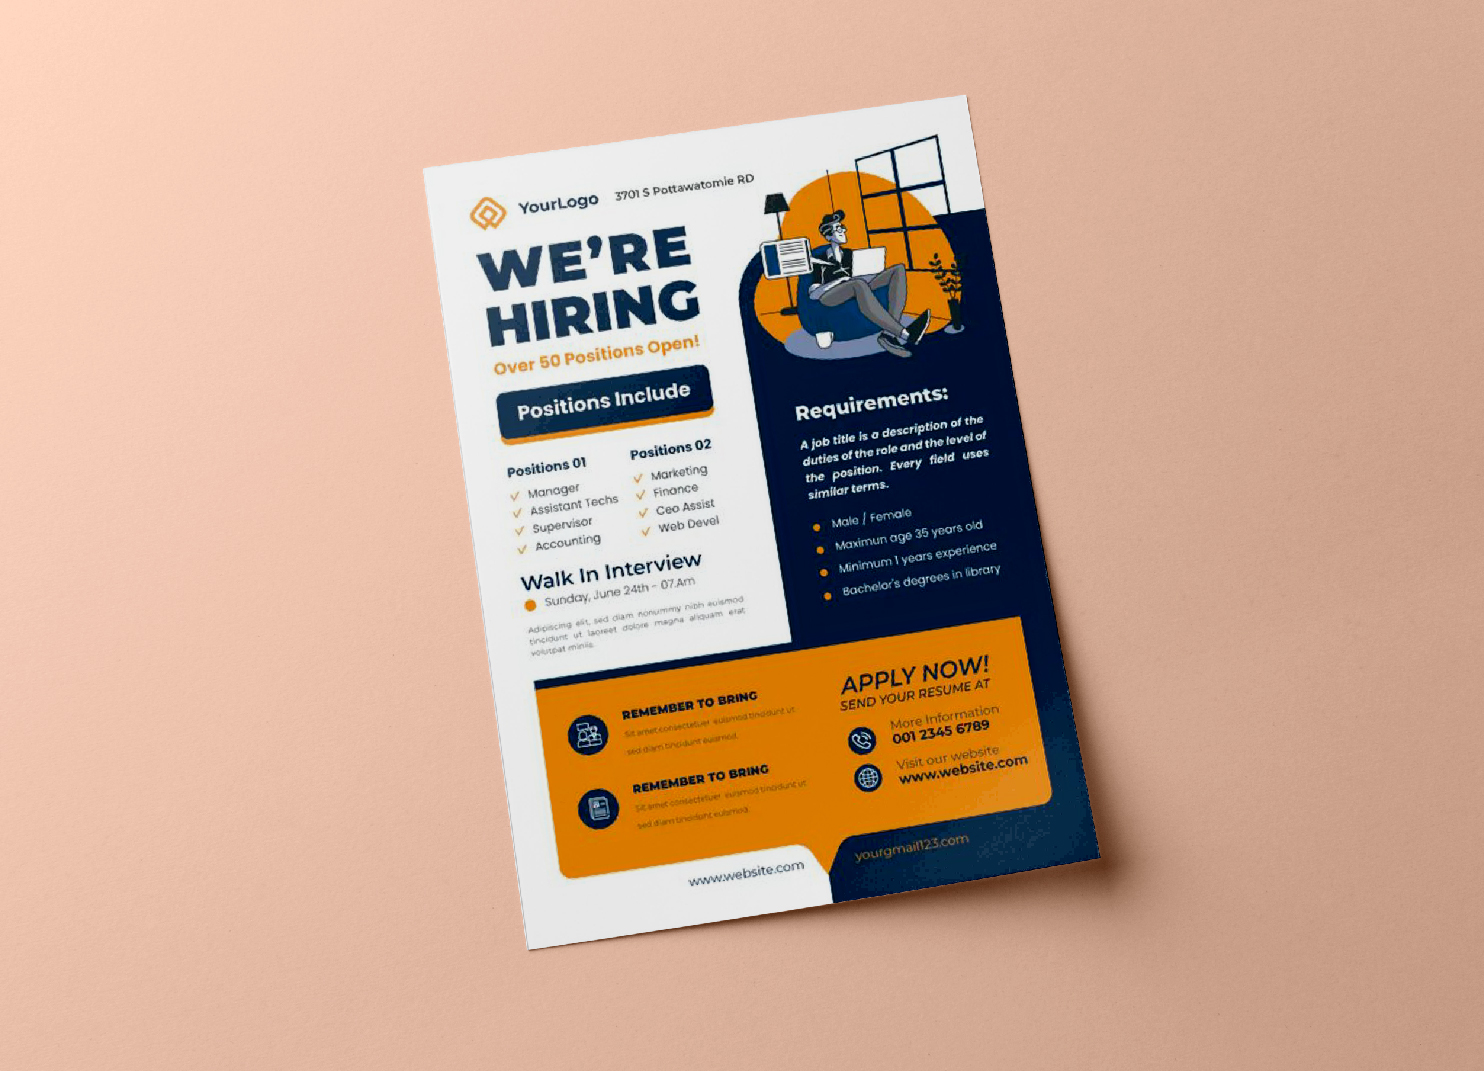 YourLogo
3701 S Pottawatomie RD
WE'RE
HIRING
Over 50 Positions Open!
Positions Include
Positions 01
Manager
Assistant Techs
Supervisor
Accounting
Positions 02
Marketing
Finance
Ceo Assist
Web Devel
Walk In Interview
Sunday, June 24th - 07.Am
Adipiscing elit, sed diam nonummy nibh euismod
tincidunt ut laoreet dolore magna aliquam erat
volutpat miniis.
Requirements:
A job title is a description of the
duties of the role and the level of
the position. Every field uses
similar terms.
Male / Female
Maximun age 35 years old
Minimum 1 years experience
Bachelor's degrees in library
REMEMBER TO BRING
Sit amet consectetuer euismod tincidunt ut
sed diam tincidunt euismod.
REMEMBER TO BRING
Sit amet consectetuer euismod tincidunt ut
sed diam tincidunt euismod.
APPLY NOW!
SEND YOUR RESUME AT
More Information
001 2345 6789
Visit our website
www.website.com
www.website.com
yourgmail123.com